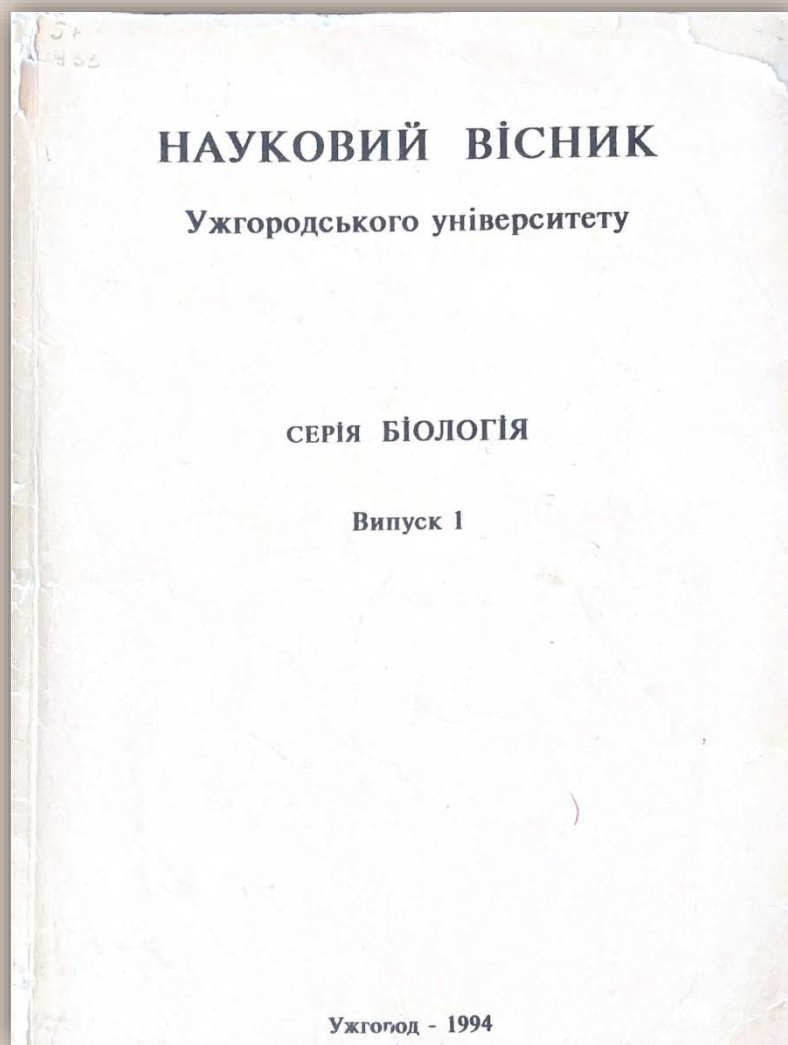 НАУКОВИЙ ВІСНИК
Ужгородського університету
СЕРІЯ БІОЛОГІЯ
Випуск 1
Ужгород - 1994